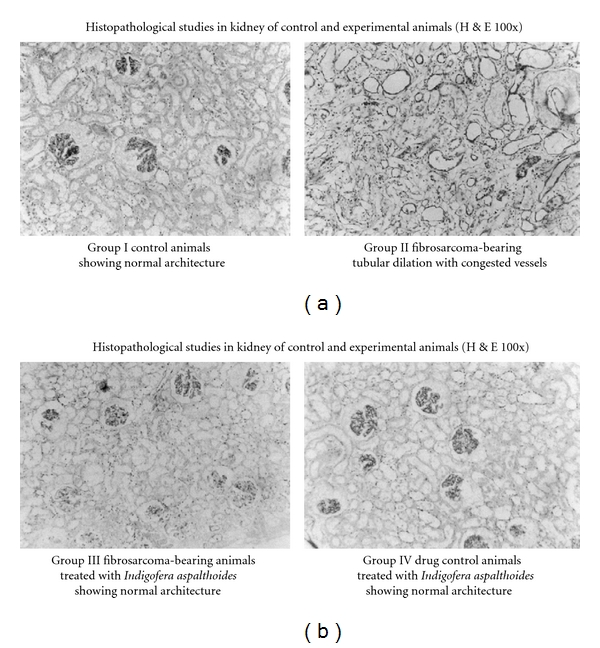 Histopathological studies in kidney of control and experimental animals (H & E 100x)
Group I control animals
showing normal architecture
Group II fibrosarcoma-bearing
tubular dilation with congested vessels
( a )
Histopathological studies in kidney of control and experimental animals (H & E 100x)
Group III fibrosarcoma-bearing animals
treated with Indigofera aspalthoides
showing normal architecture
Group IV drug control animals
treated with Indigofera aspalthoides
showing normal architecture
( b )